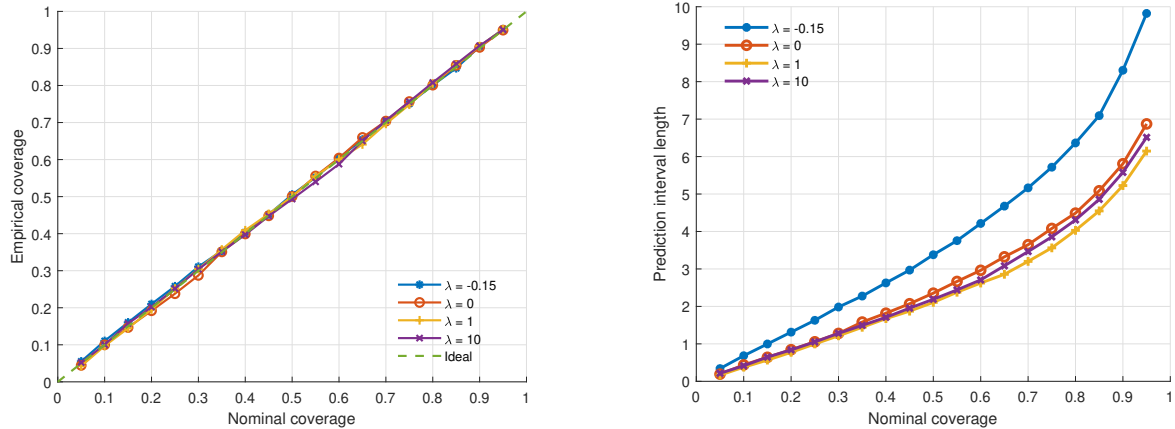 1
0.9
0.8
0.7
0.6
0.5
0.4
0.3
0.2
0.1
0
Empirical coverage
λ = -0.15
λ = 0
λ = 1
λ = 10
Ideal
0 0.1 0.2 0.3 0.4 0.5 0.6 0.7 0.8 0.9 1
Nominal coverage
10
9
8
7
6
5
4
3
2
1
0
Prediction interval length
λ = -0.15
λ = 0
λ = 1
λ = 10
0 0.1 0.2 0.3 0.4 0.5 0.6 0.7 0.8 0.9 1
Nominal coverage